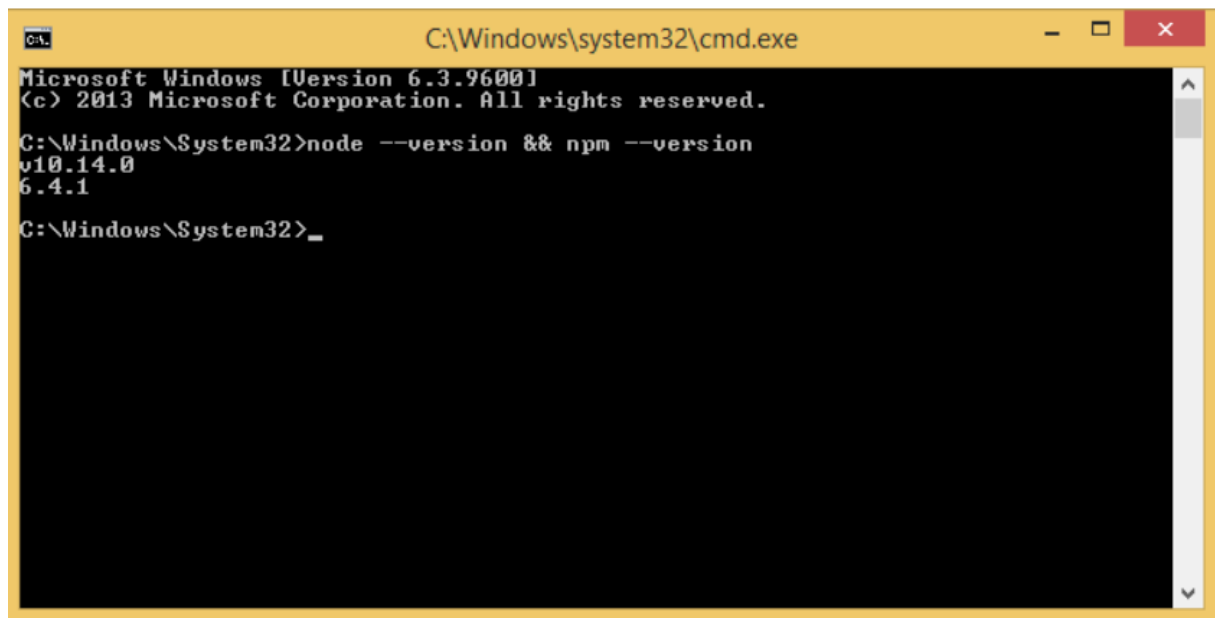 C:\Windows\system32\cmd.exe
Microsoft Windows [Version 6.3.9600]
(c) 2013 Microsoft Corporation. All rights reserved.
C:\Windows\System32>node --version && npm --version
v10.14.0
6.4.1
C:\Windows\System32>_